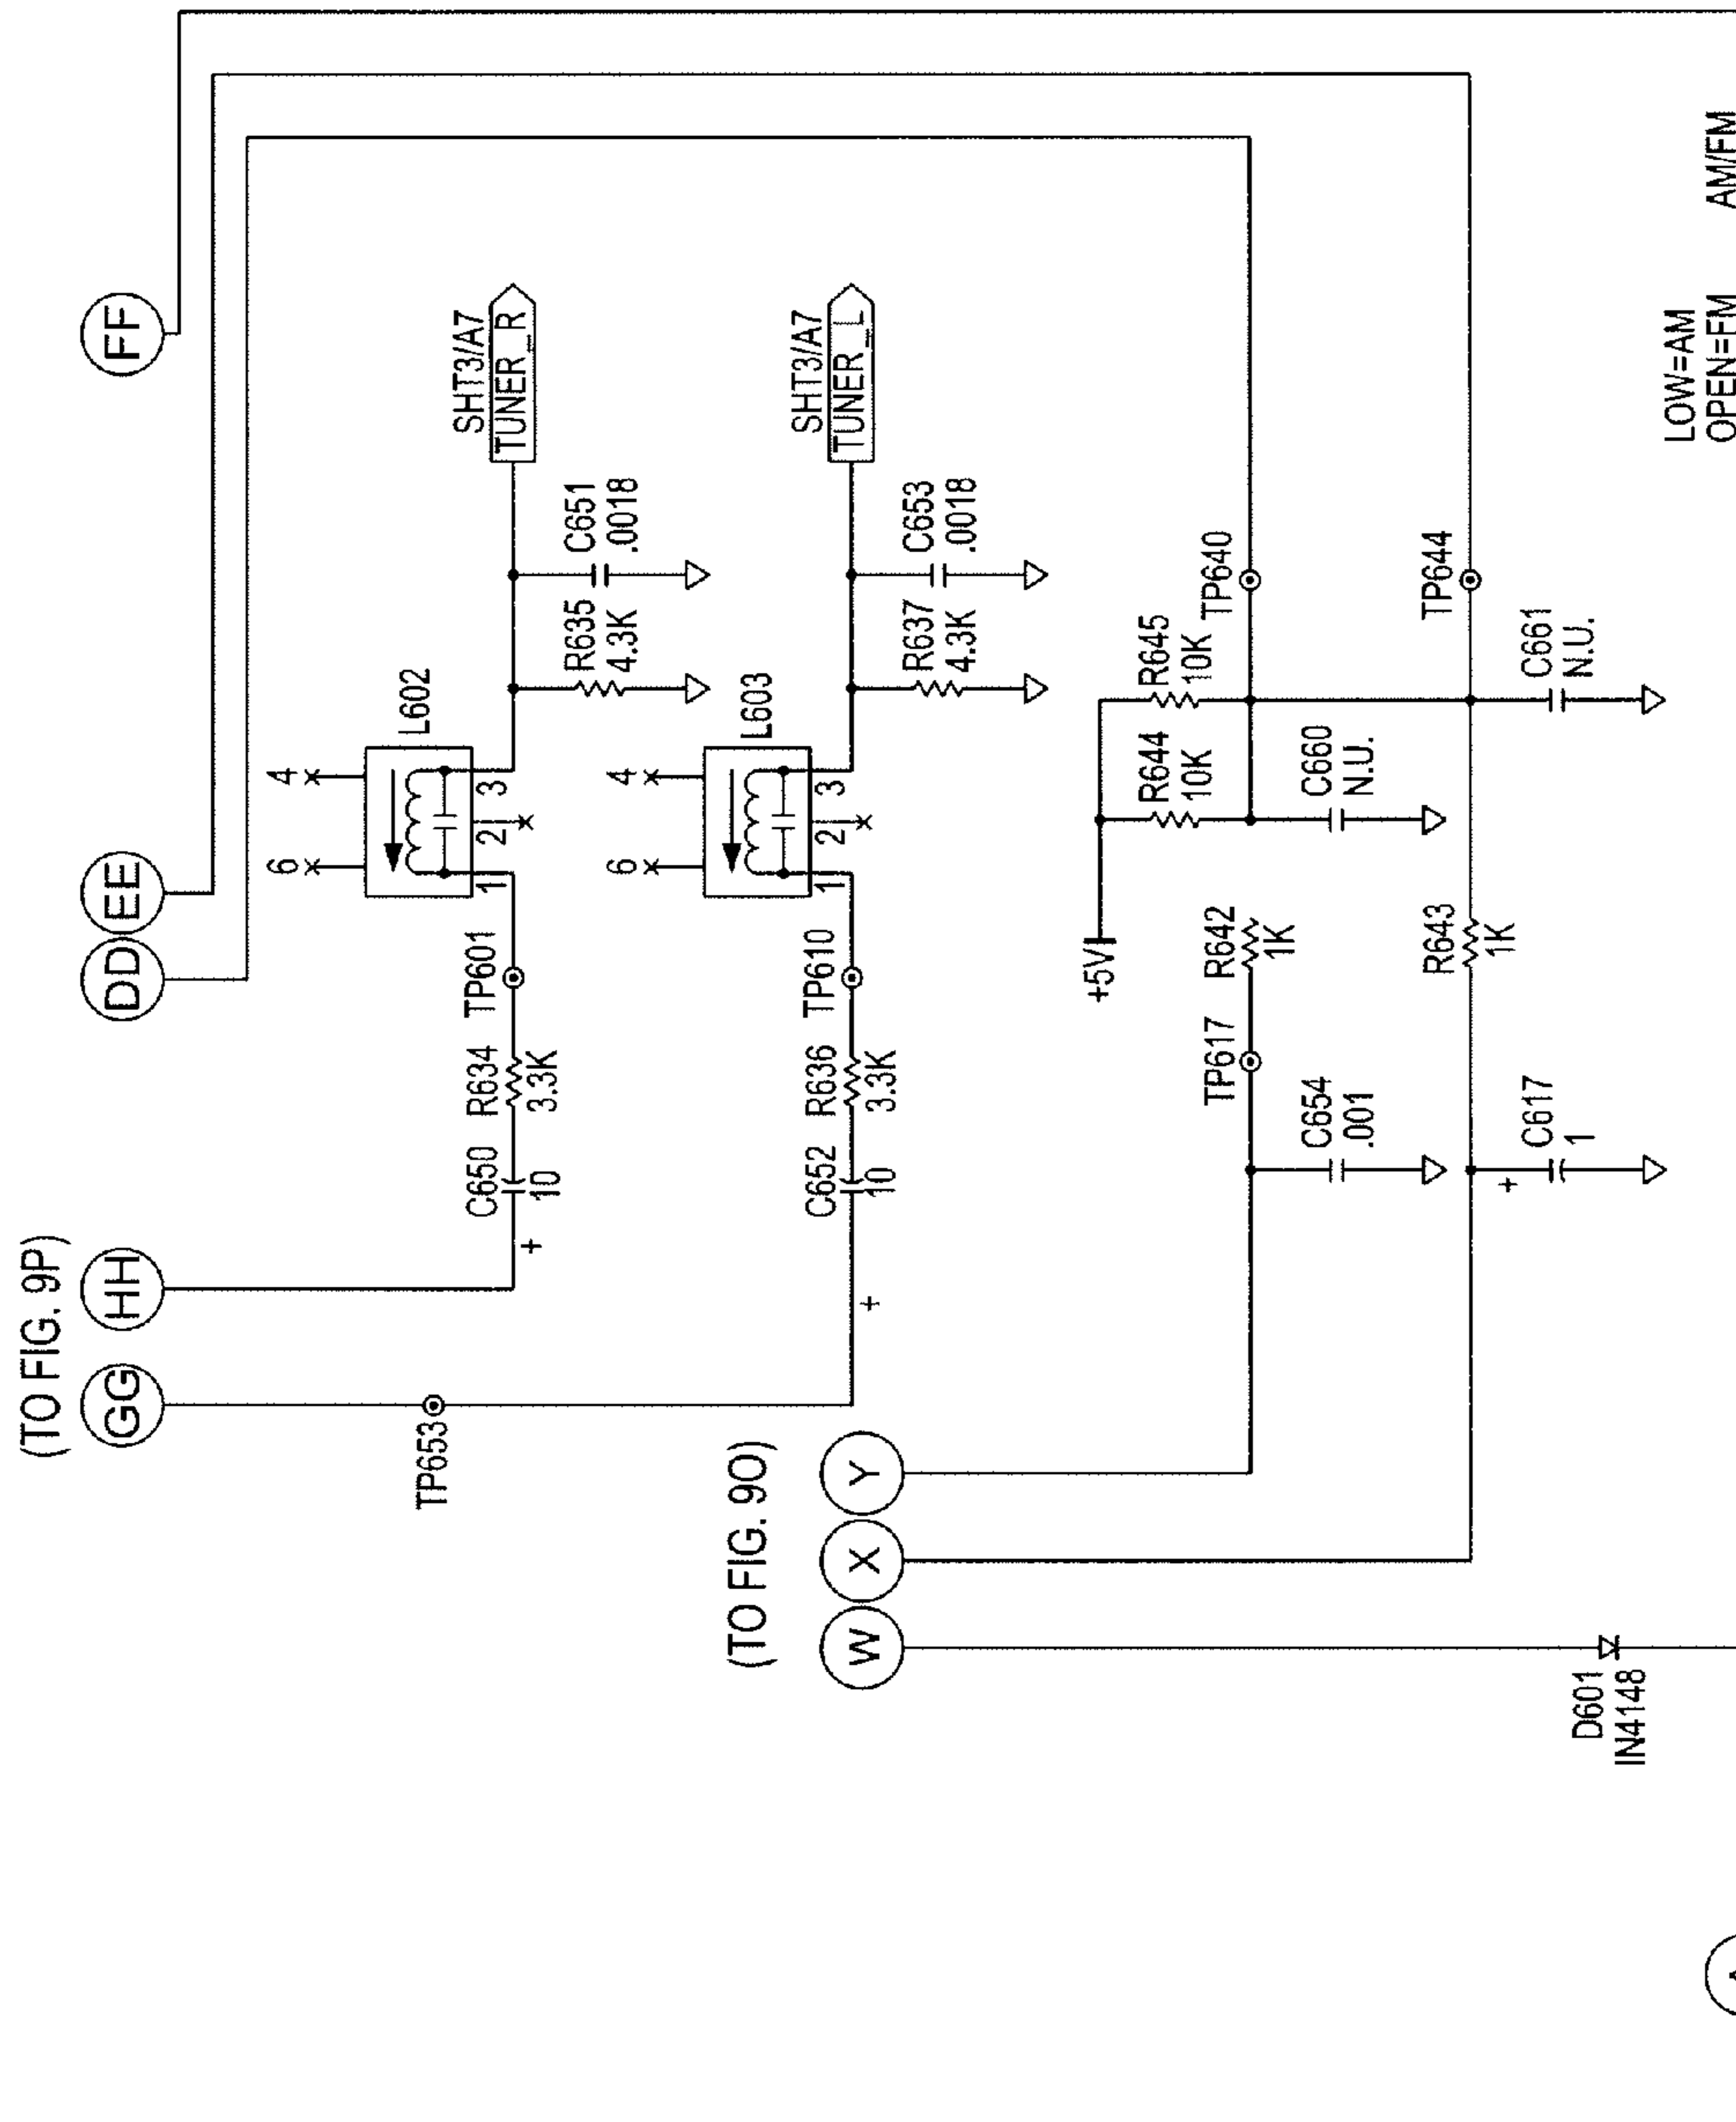 (TO FIG. 9P)
GG
HH
DD
EE
FF
TP653
C650
10
R634
3.3K
TP601
L602
6
4
1
2
3
R635
4.3K
C651
.0018
SHT3/A7
TUNER_R
C652
10
R636
3.3K
TP610
L603
6
4
1
2
3
R637
4.3K
C653
.0018
SHT3/A7
TUNER_L
+
+
(TO FIG. 9O)
W
X
Y
+5V
R644
10K
R645
10K
TP617
R642
1K
TP640
C654
.001
C660
N.U.
R643
1K
TP644
+
C617
1
C661
N.U.
D601
IN4148
LOW=AM
OPEN=FM
AM/FM